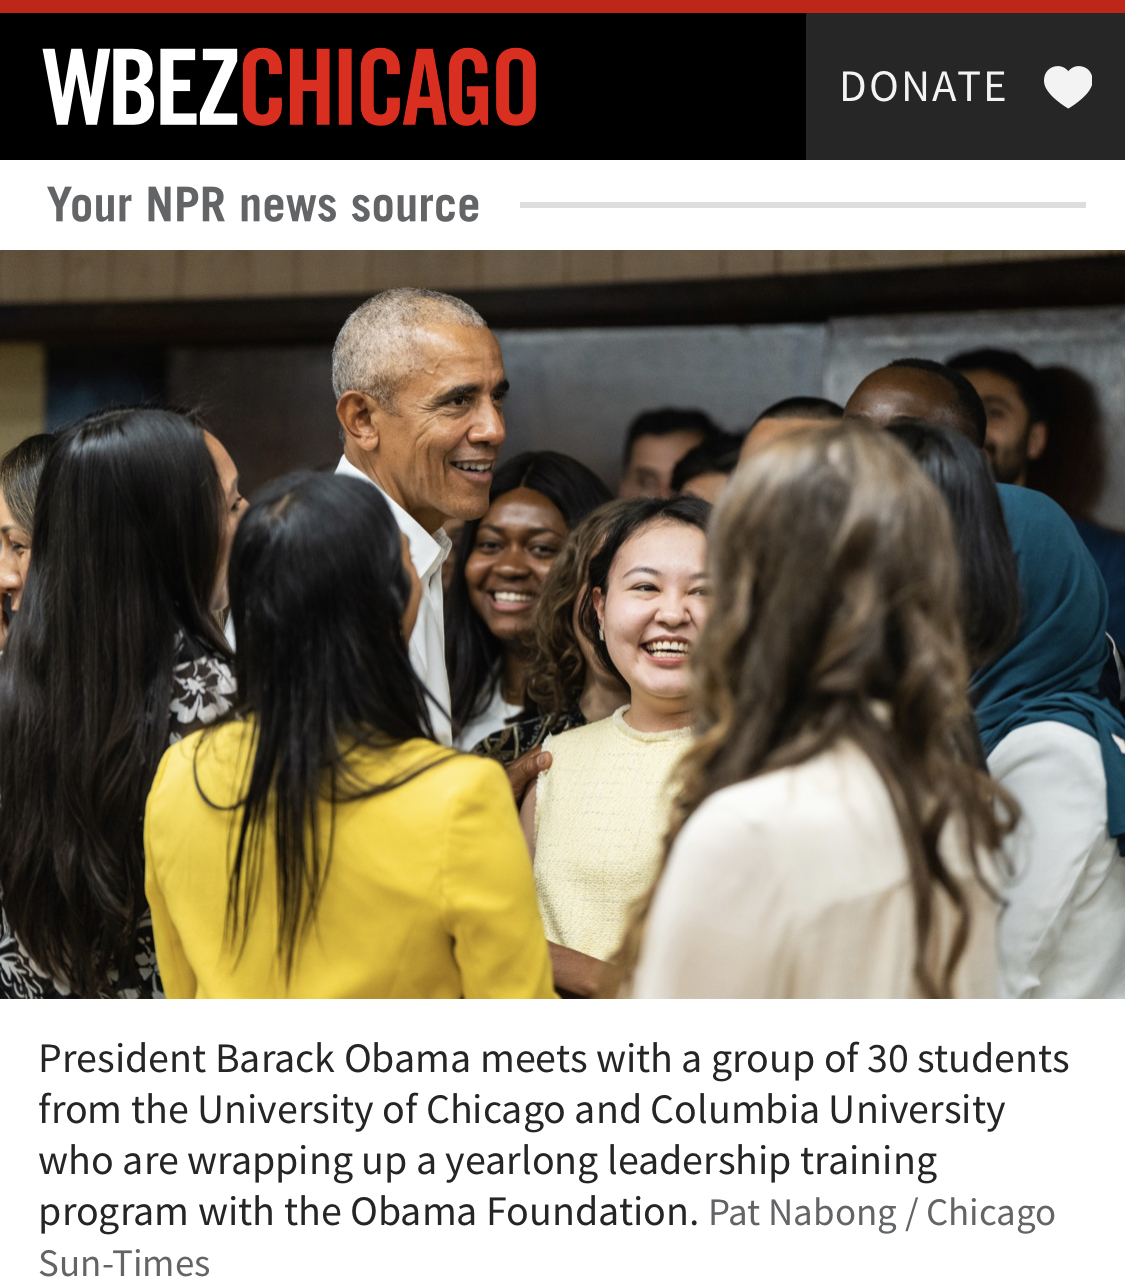 WBEZCHICAGO
DONATE
Your NPR news source
President Barack Obama meets with a group of 30 students
from the University of Chicago and Columbia University
who are wrapping up a yearlong leadership training
program with the Obama Foundation. Pat Nabong / Chicago
Sun-Times